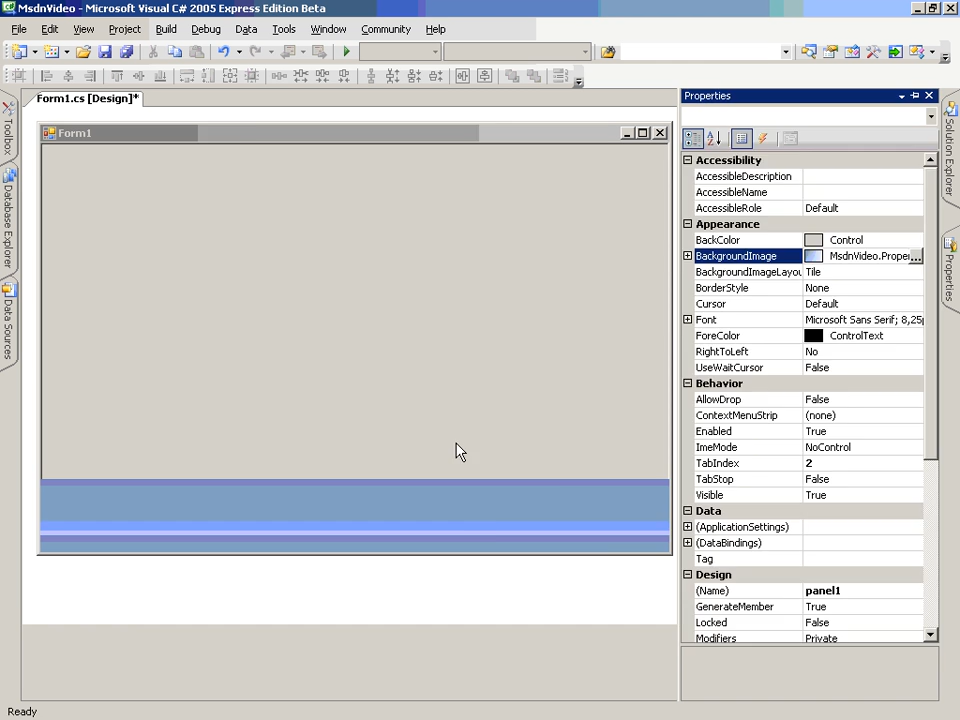 MsdnVideo - Microsoft Visual C# 2005 Express Edition Beta
File Edit View Project Build Debug Data Tools Window Community Help
Form1.cs [Design]*
Form1
Toolbox
Database Explorer
Data Sources
Properties
Accessibility
AccessibleDescription
AccessibleName
AccessibleRole Default
Appearance
BackColor Control
BackgroundImage MsdnVideo.Proper ...
BackgroundImageLayou Tile
BorderStyle None
Cursor Default
Font Microsoft Sans Serif; 8,25p
ForeColor ControlText
RightToLeft No
UseWaitCursor False
Behavior
AllowDrop False
ContextMenuStrip (none)
Enabled True
ImeMode NoControl
TabIndex 2
TabStop False
Visible True
Data
(ApplicationSettings)
(DataBindings)
Tag
Design
(Name) panel1
GenerateMember True
Locked False
Modifiers Private
Solution Explorer
Properties
Ready